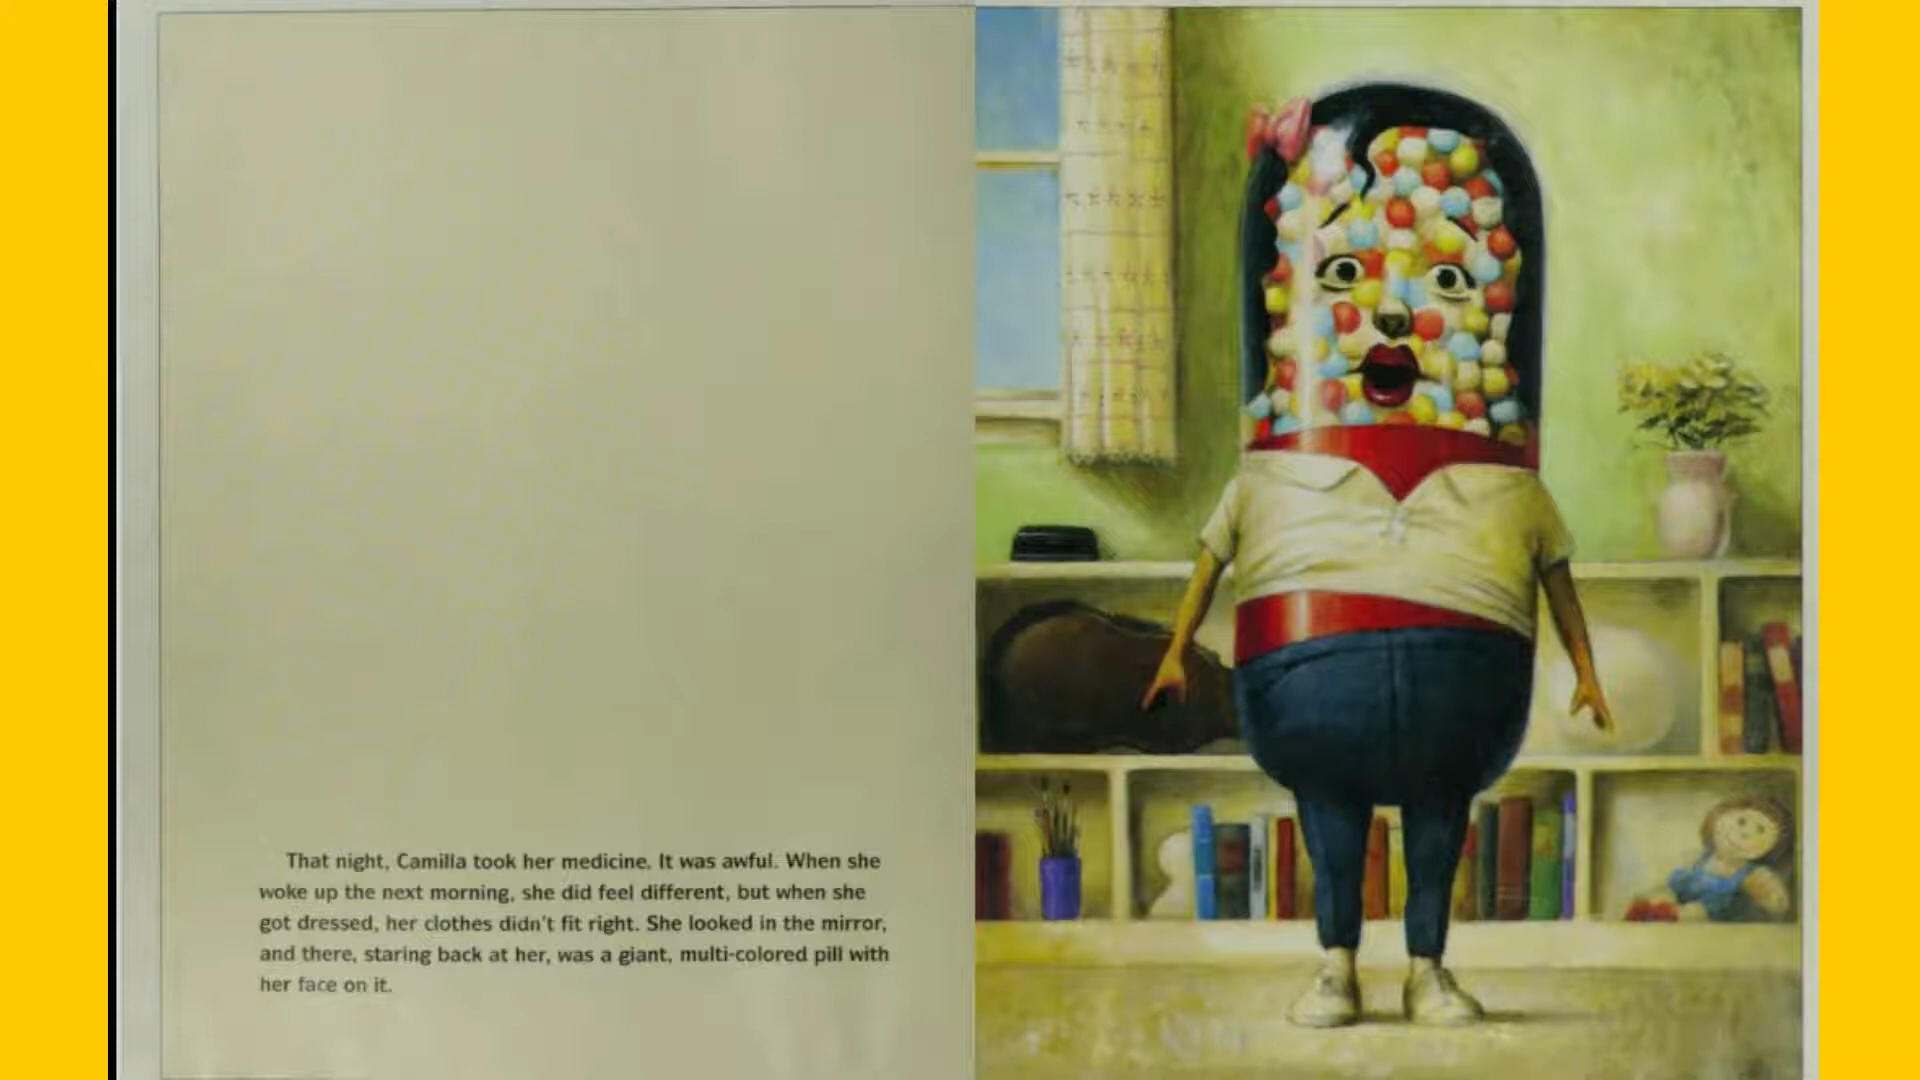 That night, Camilla took her medicine. It was awful. When she
woke up the next morning, she did feel different, but when she
got dressed, her clothes didn't fit right. She looked in the mirror,
and there, staring back at her, was a giant, multi-colored pill with
her face on it.